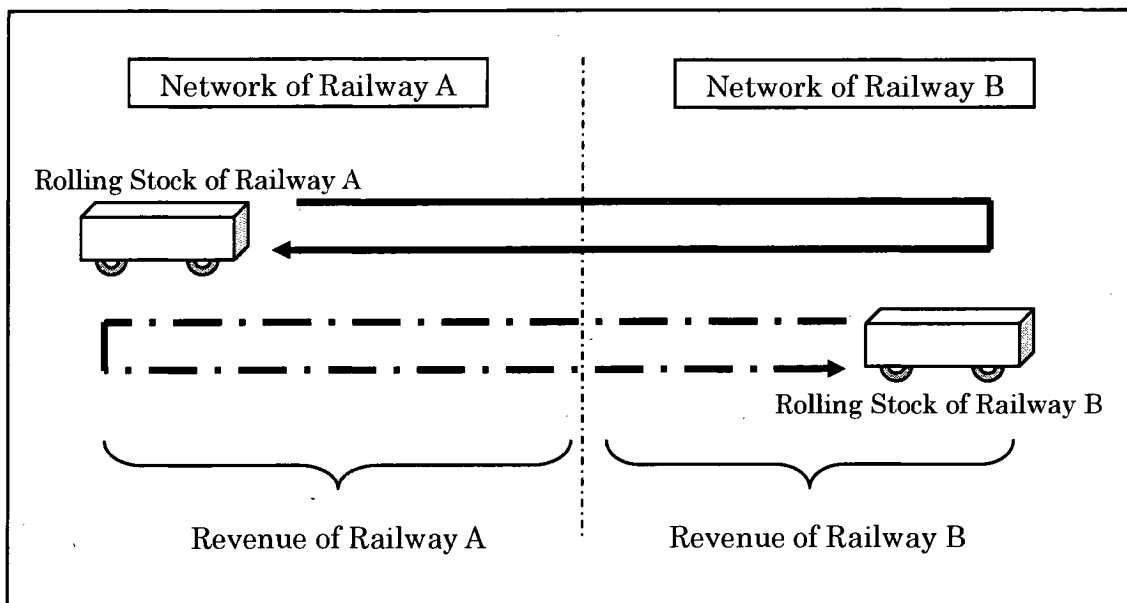 Network of Railway A
Network of Railway B
Rolling Stock of Railway A
Rolling Stock of Railway B
Revenue of Railway A
Revenue of Railway B